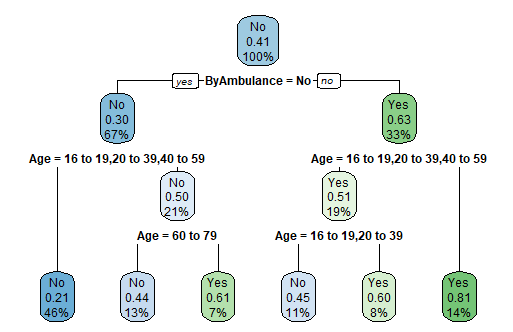 No
0.41
100%
yes ByAmbulance = No no
No
0.30
67%
Yes
0.63
33%
Age = 16 to 19,20 to 39,40 to 59
Age = 16 to 19,20 to 39,40 to 59
No
0.50
21%
Yes
0.51
19%
Age = 60 to 79
Age = 16 to 19,20 to 39
No
0.21
46%
No
0.44
13%
Yes
0.61
7%
No
0.45
11%
Yes
0.60
8%
Yes
0.81
14%